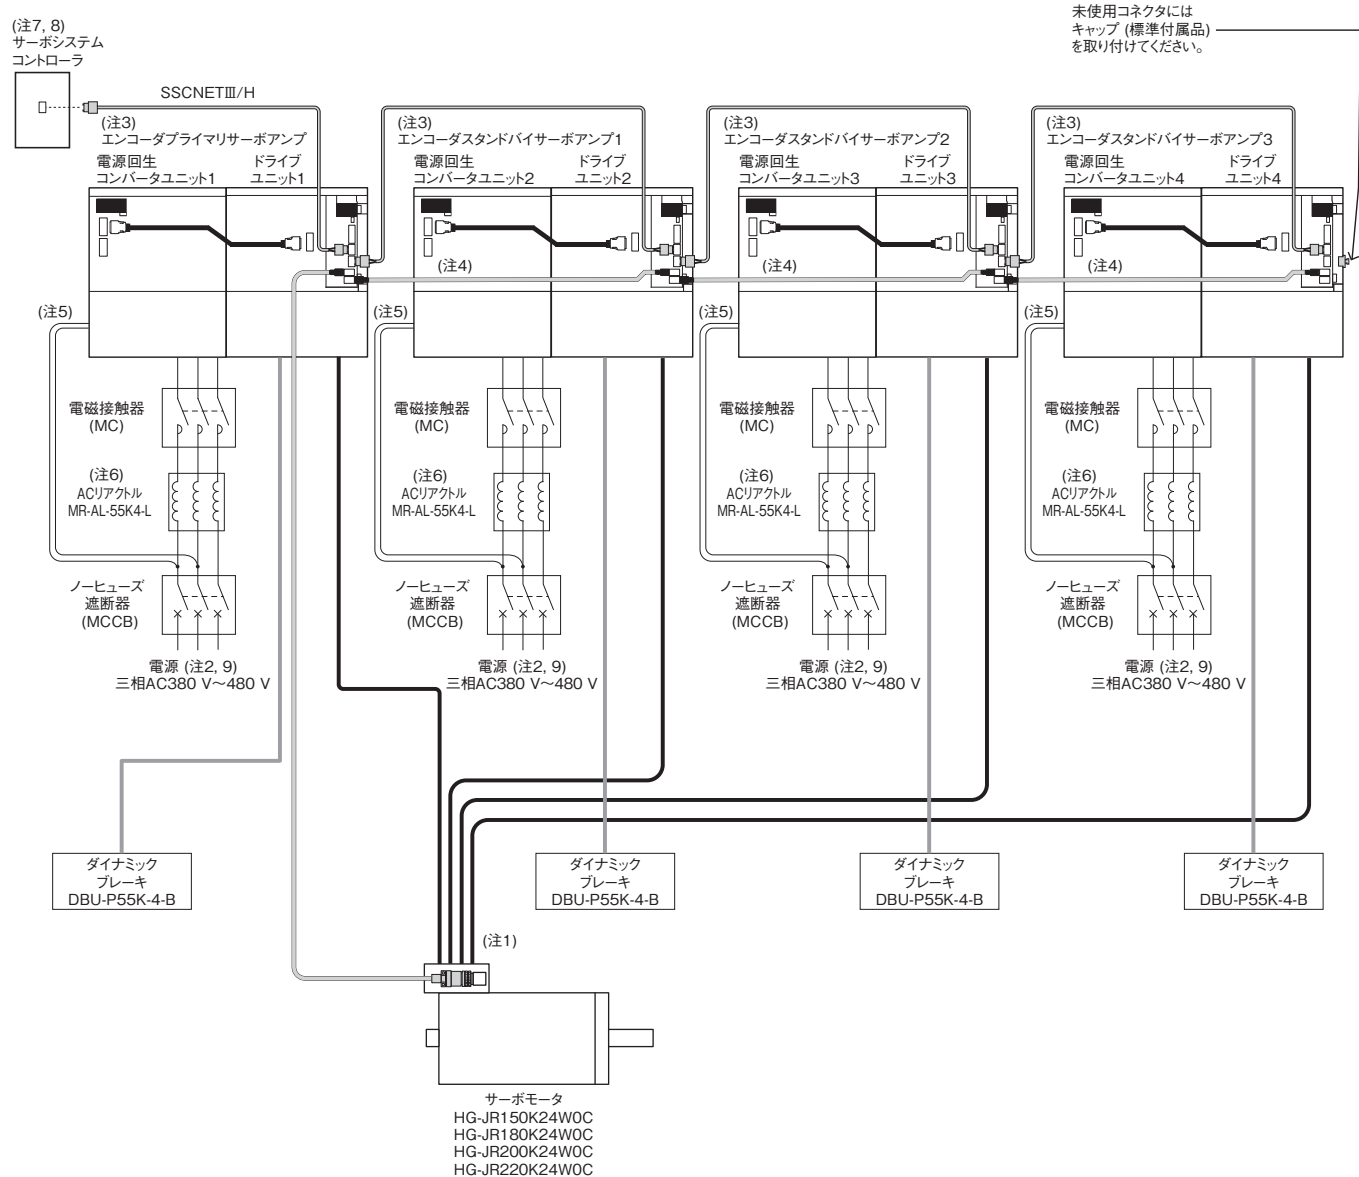 未使用コネクタには
キャップ (標準付属品)
を取り付けてください。
(注7, 8)
サーボシステム
コントローラ
SSCNETⅢ/H
(注3)
エンコーダプライマリサーボアンプ
電源回生
コンバータユニット1
ドライブ
ユニット1
(注3)
エンコーダスタンドバイサーボアンプ1
電源回生
コンバータユニット2
ドライブ
ユニット2
(注3)
エンコーダスタンドバイサーボアンプ2
電源回生
コンバータユニット3
ドライブ
ユニット3
(注3)
エンコーダスタンドバイサーボアンプ3
電源回生
コンバータユニット4
ドライブ
ユニット4
(注4)
(注4)
(注4)
(注5)
(注5)
(注5)
(注5)
電磁接触器
(MC)
電磁接触器
(MC)
電磁接触器
(MC)
電磁接触器
(MC)
(注6)
ACリアクトル
MR-AL-55K4-L
(注6)
ACリアクトル
MR-AL-55K4-L
(注6)
ACリアクトル
MR-AL-55K4-L
(注6)
ACリアクトル
MR-AL-55K4-L
ノーヒューズ
遮断器
(MCCB)
ノーヒューズ
遮断器
(MCCB)
ノーヒューズ
遮断器
(MCCB)
ノーヒューズ
遮断器
(MCCB)
電源 (注2, 9)
三相AC380 V～480 V
電源 (注2, 9)
三相AC380 V～480 V
電源 (注2, 9)
三相AC380 V～480 V
電源 (注2, 9)
三相AC380 V～480 V
ダイナミック
ブレーキ
DBU-P55K-4-B
ダイナミック
ブレーキ
DBU-P55K-4-B
ダイナミック
ブレーキ
DBU-P55K-4-B
ダイナミック
ブレーキ
DBU-P55K-4-B
(注1)
サーボモータ
HG-JR150K24W0C
HG-JR180K24W0C
HG-JR200K24W0C
HG-JR220K24W0C